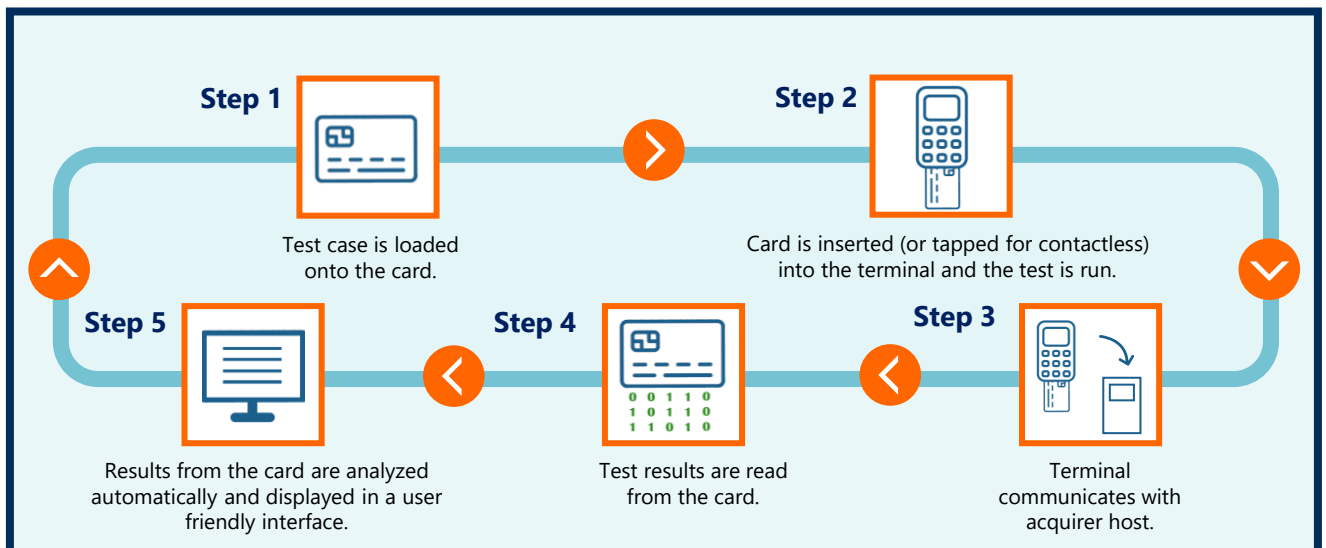 Step 1
Test case is loaded
onto the card.
Step 2
Card is inserted (or tapped for contactless)
into the terminal and the test is run.
Step 3
Terminal
communicates with
acquirer host.
Step 4
0 0 1 1 0
1 0 1 1 0
1 1 0 1 0
Test results are read
from the card.
Step 5
Results from the card are analyzed
automatically and displayed in a user
friendly interface.